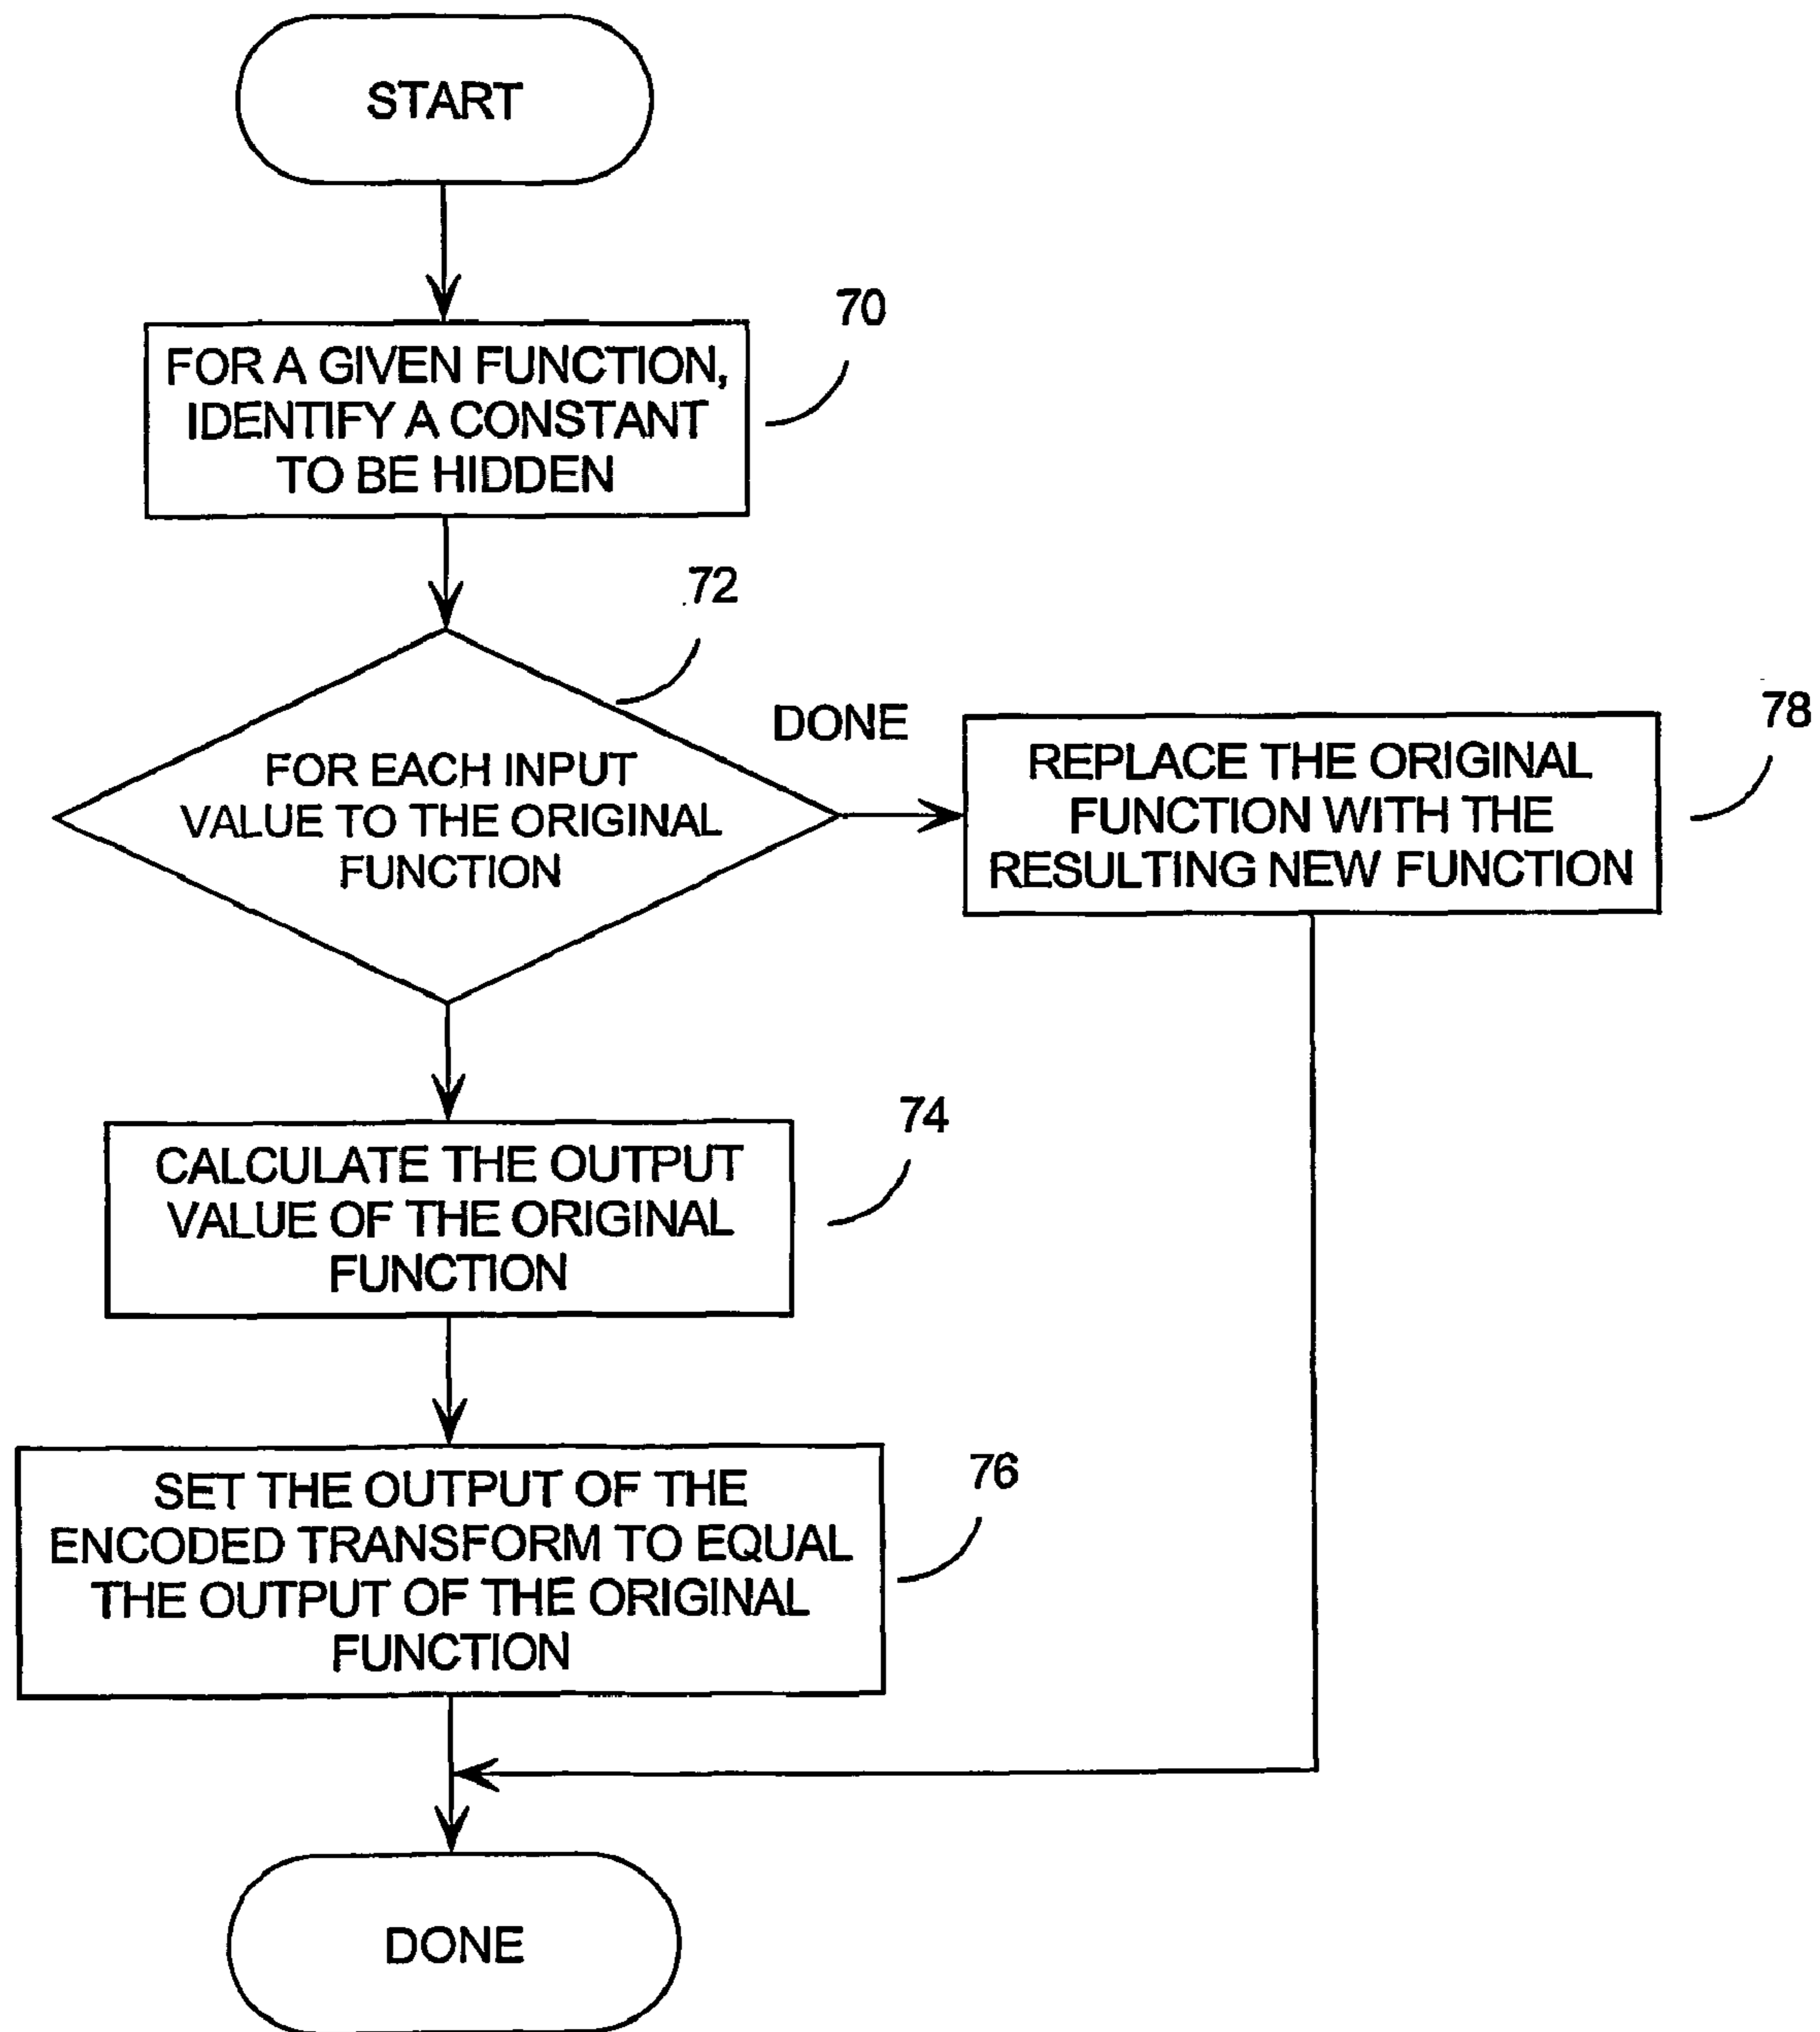 START
70
FOR A GIVEN FUNCTION,
IDENTIFY A CONSTANT
TO BE HIDDEN
72
FOR EACH INPUT
VALUE TO THE ORIGINAL
FUNCTION
DONE
78
REPLACE THE ORIGINAL
FUNCTION WITH THE
RESULTING NEW FUNCTION
74
CALCULATE THE OUTPUT
VALUE OF THE ORIGINAL
FUNCTION
76
SET THE OUTPUT OF THE
ENCODED TRANSFORM TO EQUAL
THE OUTPUT OF THE ORIGINAL
FUNCTION
DONE